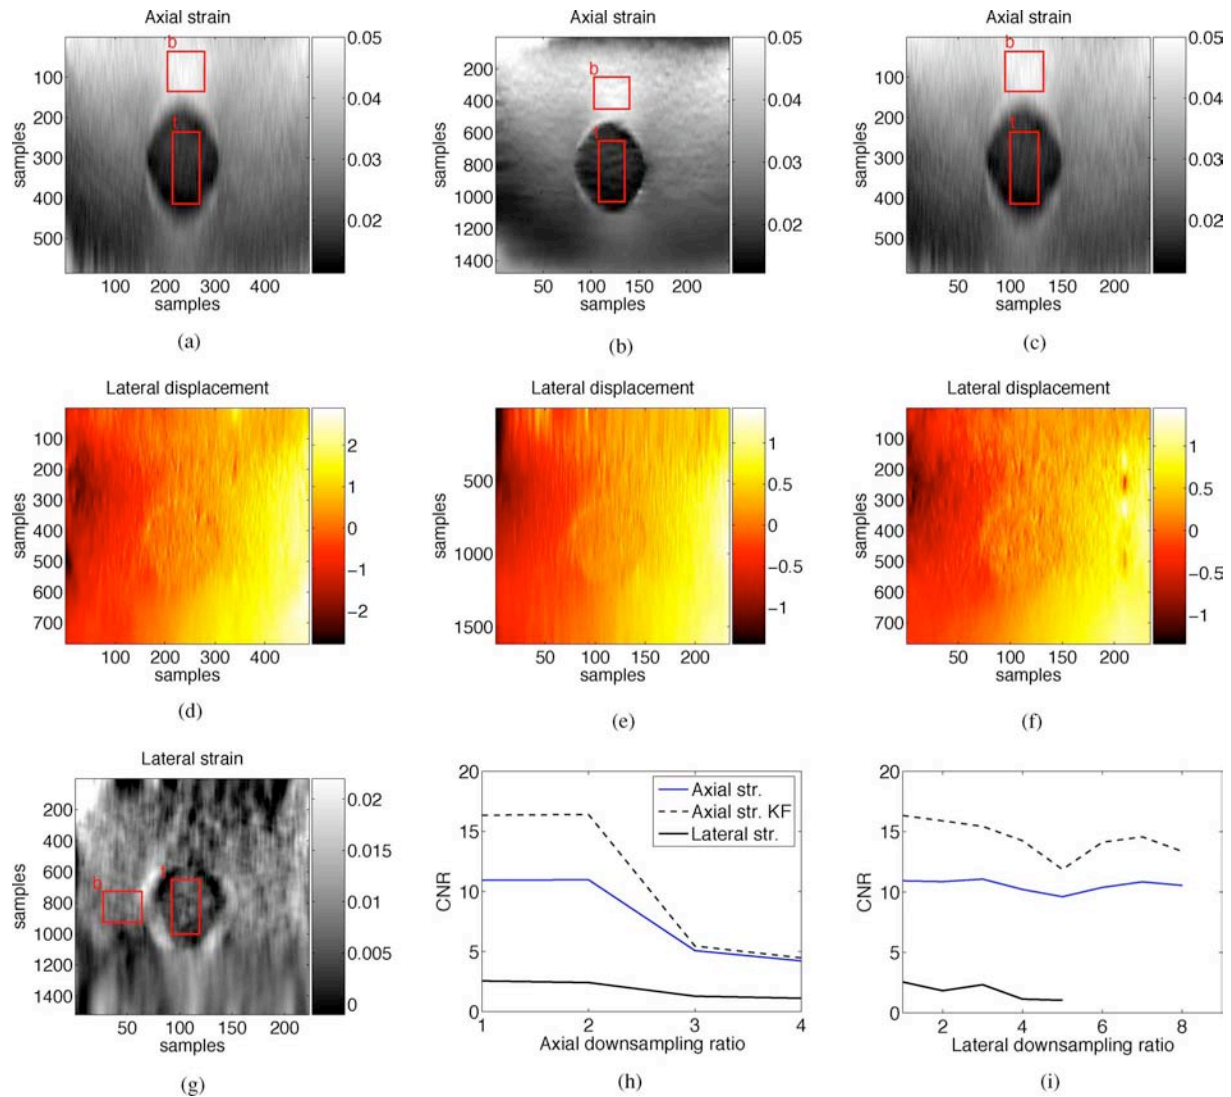 Axial strain
b
t
100
200
300
400
500
samples
100 200 300 400
samples
0.05
0.04
0.03
0.02
(a)
Axial strain
b
t
200
400
600
800
1000
1200
1400
samples
50 100 150 200
samples
0.05
0.04
0.03
0.02
(b)
Axial strain
b
t
100
200
300
400
500
samples
50 100 150 200
samples
0.05
0.04
0.03
0.02
(c)
Lateral displacement
100
200
300
400
500
600
700
samples
100 200 300 400
samples
2
1
0
−1
−2
(d)
Lateral displacement
500
1000
1500
samples
50 100 150 200
samples
1
0.5
0
−0.5
−1
(e)
Lateral displacement
100
200
300
400
500
600
700
samples
50 100 150 200
samples
1
0.5
0
−0.5
−1
(f)
Lateral strain
b
t
200
400
600
800
1000
1200
1400
samples
50 100 150 200
samples
0.02
0.015
0.01
0.005
0
(g)
20
15
10
5
0
CNR
Axial str.
Axial str. KF
Lateral str.
1 2 3 4
Axial downsampling ratio
(h)
20
15
10
5
0
CNR
2 4 6 8
Lateral downsampling ratio
(i)